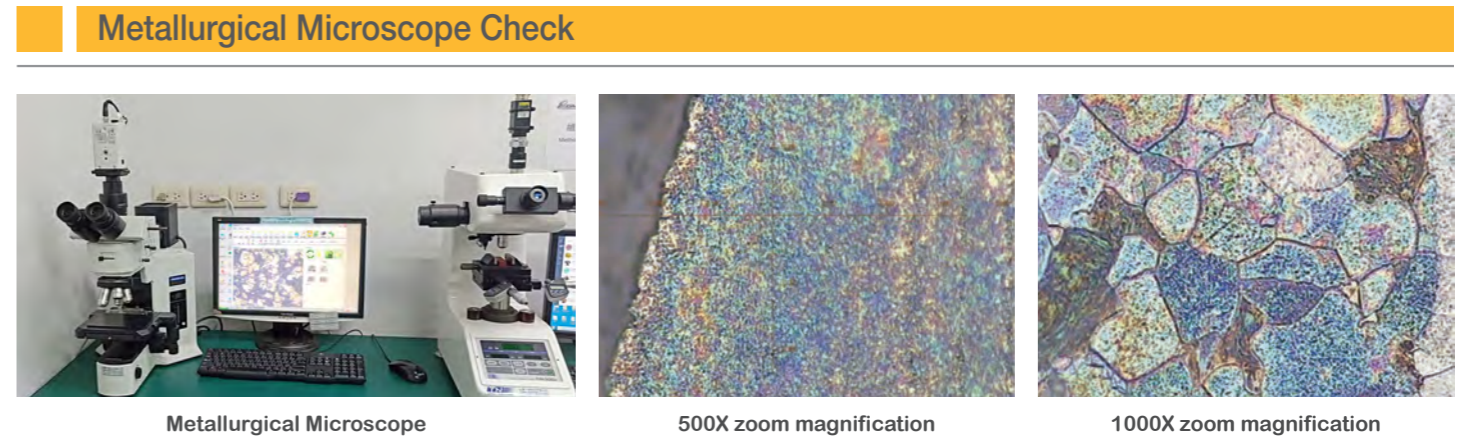 Metallurgical Microscope Check
Metallurgical Microscope
500X zoom magnification
1000X zoom magnification